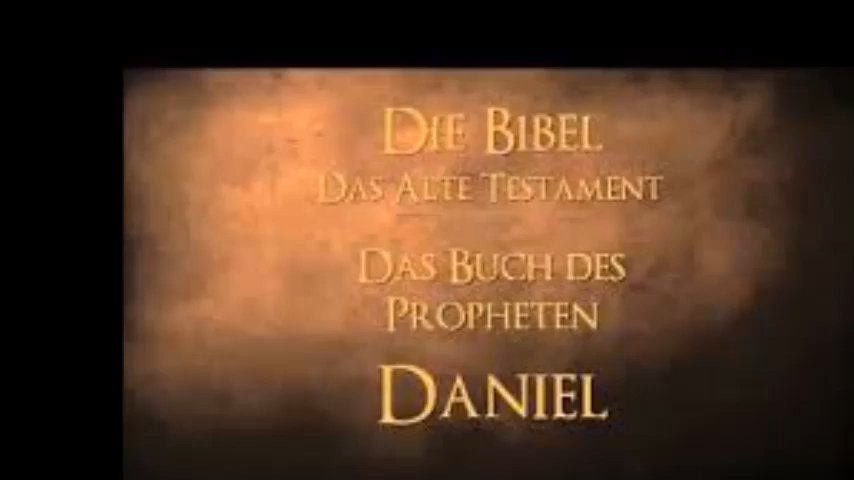 DIE BIBEL
DAS ALTE TESTAMENT
DAS BUCH DES
PROPHETEN
DANIEL